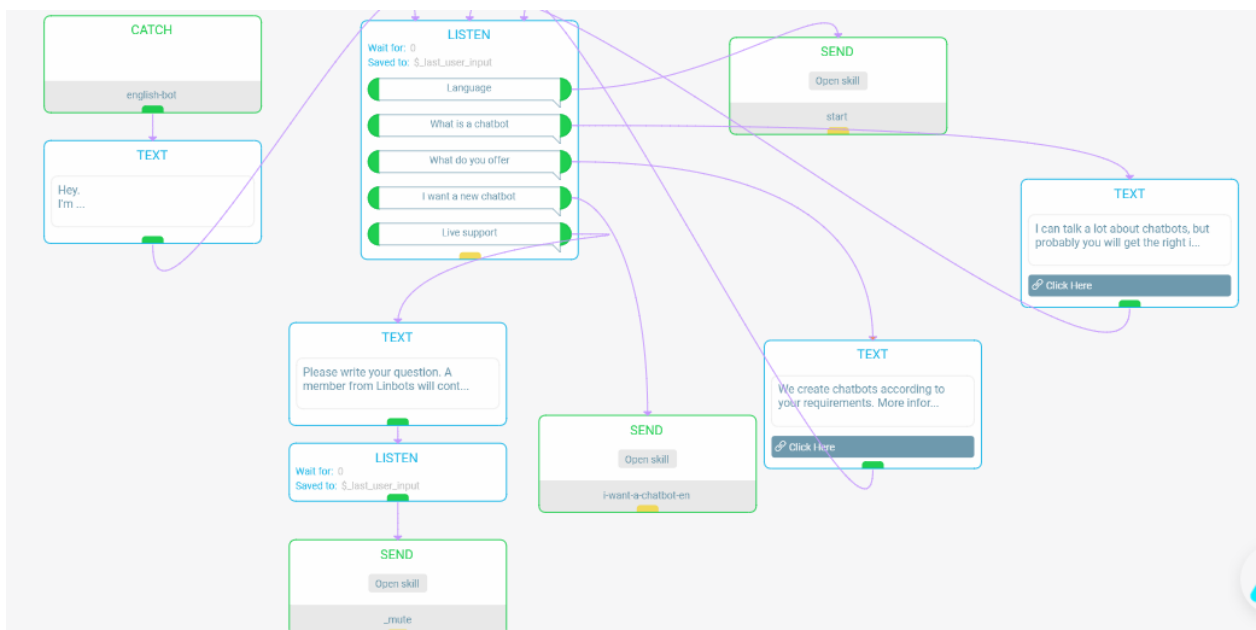 CATCH
english-bot
TEXT
Hey.
I'm ...
LISTEN
Wait for: 0
Saved to: $_last_user_input
Language
What is a chatbot
What do you offer
I want a new chatbot
Live support
SEND
Open skill
start
TEXT
I can talk a lot about chatbots, but
probably you will get the right i...
Click Here
TEXT
Please write your question. A
member from Linbots will cont...
LISTEN
Wait for: 0
Saved to: $_last_user_input
SEND
Open skill
_mute
SEND
Open skill
i-want-a-chatbot-en
TEXT
We create chatbots according to
your requirements. More infor...
Click Here